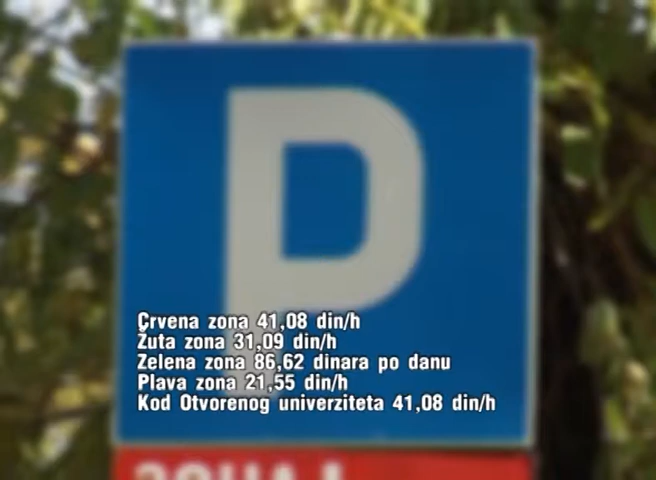 P
Crvena zona 41,08 din/h
Žuta zona 31,09 din/h
Zelena zona 86,62 dinara po danu
Plava zona 21,55 din/h
Kod Otvorenog univerziteta 41,08 din/h